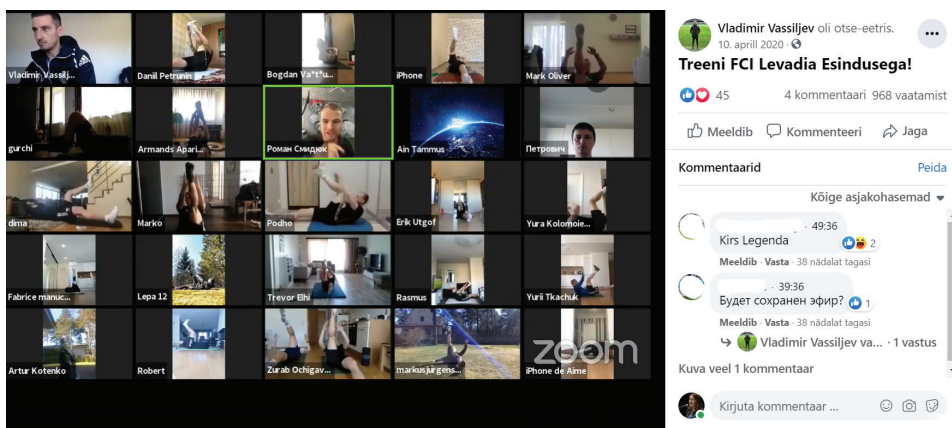 Vladimir Vassilj...
Daniil Petrunin
Bogdan Va*t*u...
iPhone
Mark Oliver
gurchi
Armands Apari...
Роман Смидюк
Ain Tammus
Петрович
dima
Marko
Podho
Erik Utgof
Yura Kolomoie...
Fabrice manuc...
Lepa 12
Trevor Elhi
Rasmus
Yurii Tkachuk
Artur Kotenko
Robert
Zurab Ochigav...
markusjurgens...
iPhone de Aime
zoom
Vladimir Vassiljev oli otse-eetris.
10. aprill 2020 ·
Treeni FCI Levadia Esindusega!
45 4 kommentaari 968 vaatamist
Meeldib Kommenteeri Jaga
Kommentaarid Peida
Kõige asjakohasemad
· 49:36
Kirs Legenda
2
Meeldib · Vasta · 38 nädalat tagasi
· 39:36
Будет сохранен эфир?
1
Meeldib · Vasta · 38 nädalat tagasi
Vladimir Vassiljev va... · 1 vastus
Kuva veel 1 kommentaar
Kirjuta kommentaar ...